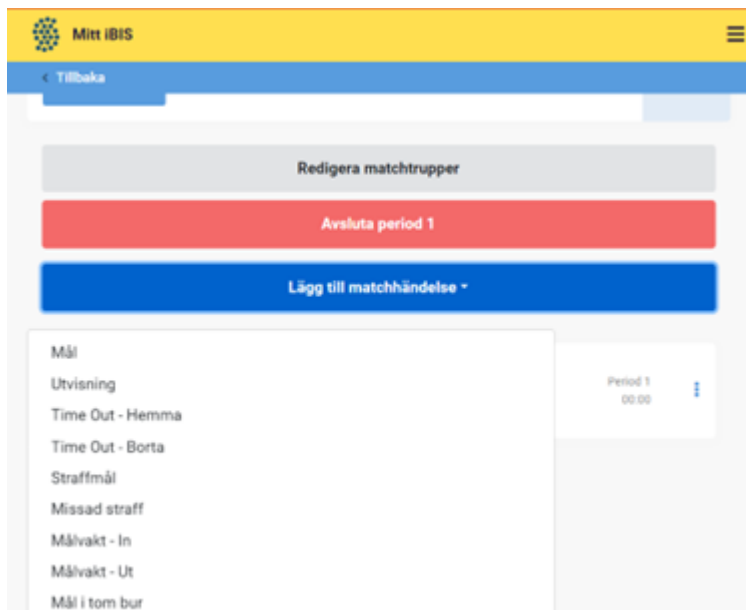 Mitt iBIS
Tillbaka
Redigera matchtrupper
Avsluta period 1
Lägg till matchhändelse
Mål
Utvisning
Period 1
00:00
Time Out - Hemma
Time Out - Borta
Straffmål
Missad straff
Målvakt - In
Målvakt - Ut
Mål i tom bur